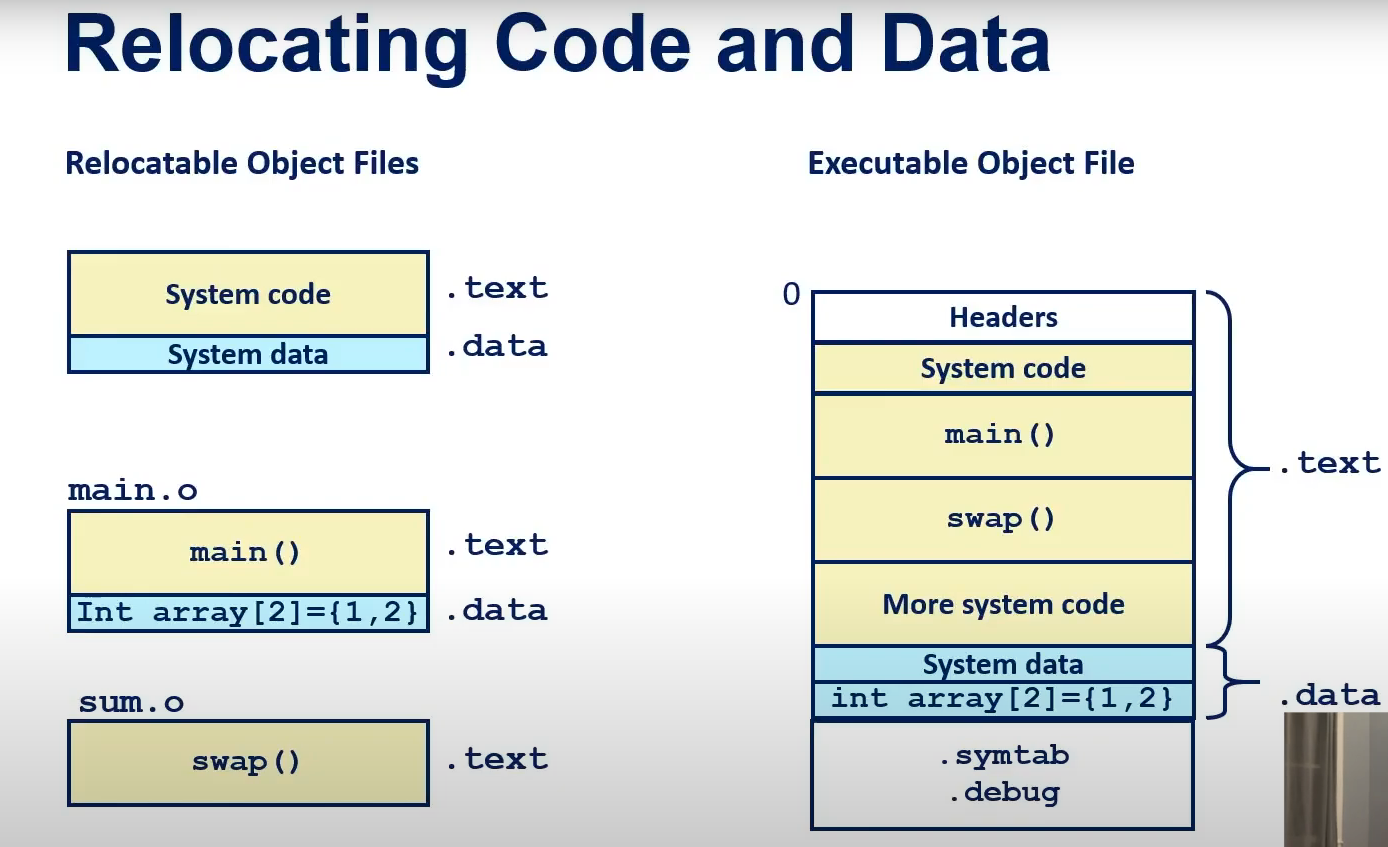 Relocating Code and Data
Relocatable Object Files
System code
.text
System data
.data
main.o
main()
.text
Int array[2]={1,2}
.data
sum.o
swap()
.text
Executable Object File
0
Headers
System code
main()
swap()
More system code
.text
System data
int array[2]={1,2}
.data
.symtab
.debug